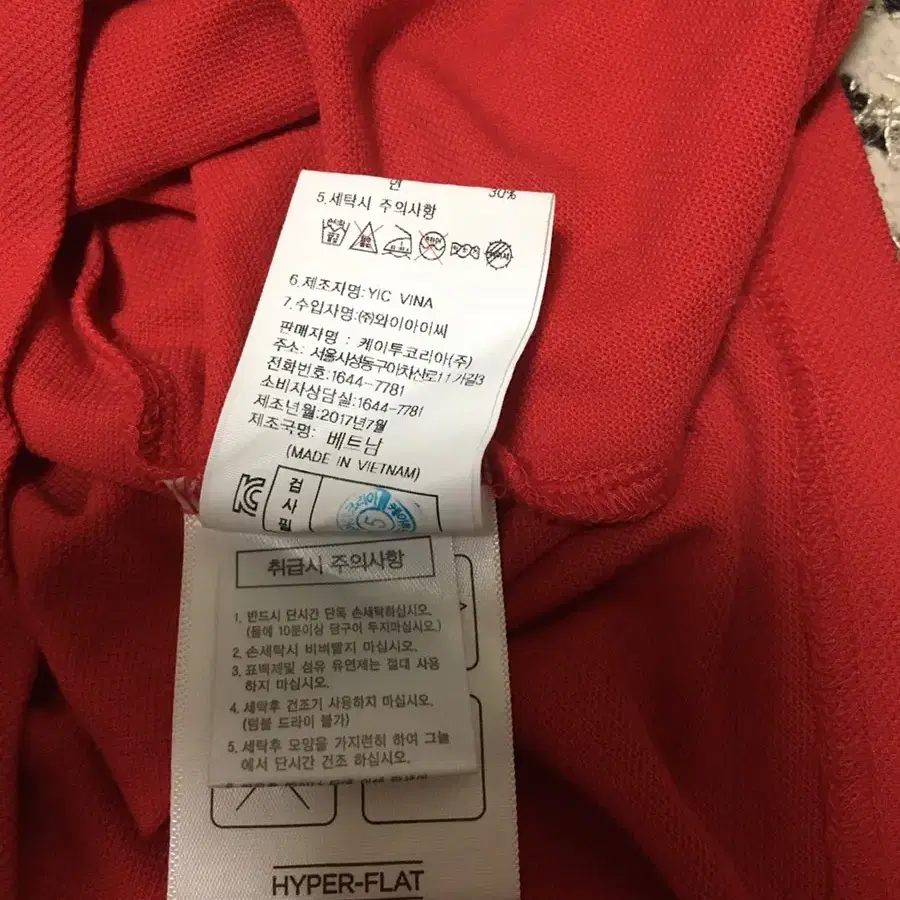 면 30%
5.세탁시 주의사항
6.제조자명:YIC VINA
7.수입자명:(주)와이아이씨
판매자명 : 케이투코리아(주)
주소: 서울시성동구아차산로11가길3
전화번호:1644-7781
소비자상담실:1644-7781
제조년월:2017년7월
제조국명: 베트남
(MADE IN VIETNAM)
검사필
코리아
5
취급시 주의사항
1. 반드시 단시간 단독 손세탁하십시오.
(물에 10분이상 담구어 두지마십시오.)
2. 손세탁시 비벼빨지 마십시오.
3. 표백제및 섬유 유연제는 절대 사용
하지 마십시오.
4. 세탁후 건조기 사용하지 마십시오.
(텀블 드라이 불가)
5. 세탁후 모양을 가지런히 하여 그늘
에서 단시간 건조 하십시오.
HYPER-FLAT